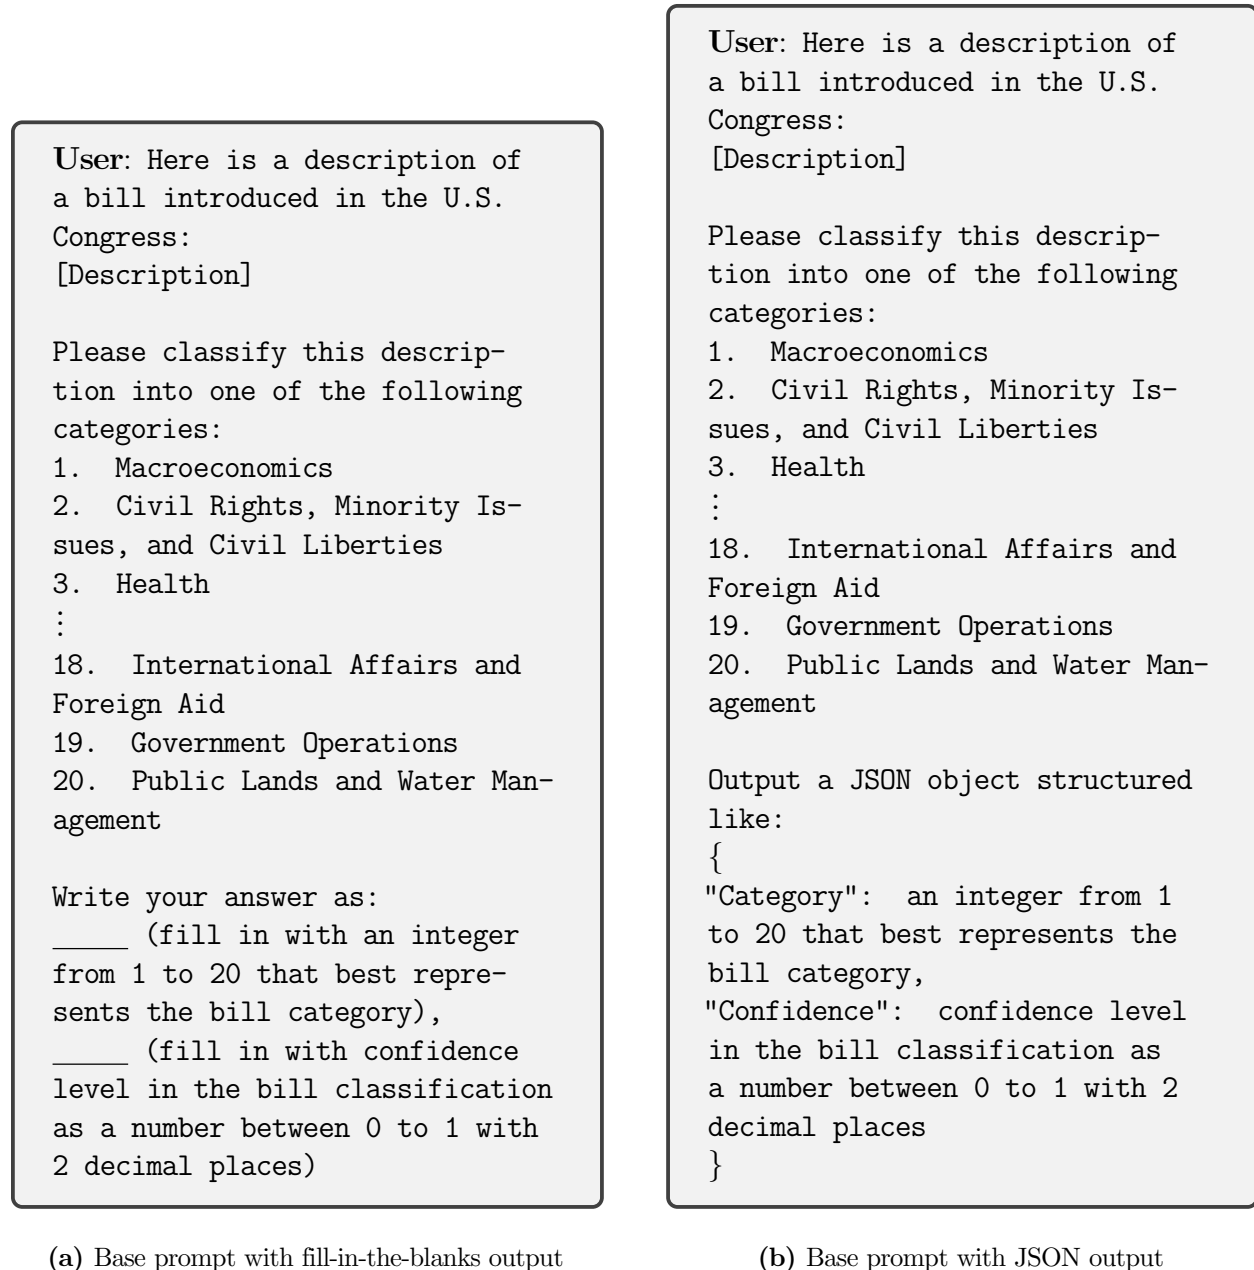 User: Here is a description of
a bill introduced in the U.S.
Congress:
[Description]
Please classify this descrip-
tion into one of the following
categories:
1. Macroeconomics
2. Civil Rights, Minority Is-
sues, and Civil Liberties
3. Health
⋮
18. International Affairs and
Foreign Aid
19. Government Operations
20. Public Lands and Water Man-
agement
Write your answer as:
_____ (fill in with an integer
from 1 to 20 that best repre-
sents the bill category),
_____ (fill in with confidence
level in the bill classification
as a number between 0 to 1 with
2 decimal places)
(a) Base prompt with fill-in-the-blanks output
User: Here is a description of
a bill introduced in the U.S.
Congress:
[Description]
Please classify this descrip-
tion into one of the following
categories:
1. Macroeconomics
2. Civil Rights, Minority Is-
sues, and Civil Liberties
3. Health
⋮
18. International Affairs and
Foreign Aid
19. Government Operations
20. Public Lands and Water Man-
agement
Output a JSON object structured
like:
{
"Category": an integer from 1
to 20 that best represents the
bill category,
"Confidence": confidence level
in the bill classification as
a number between 0 to 1 with 2
decimal places
}
(b) Base prompt with JSON output